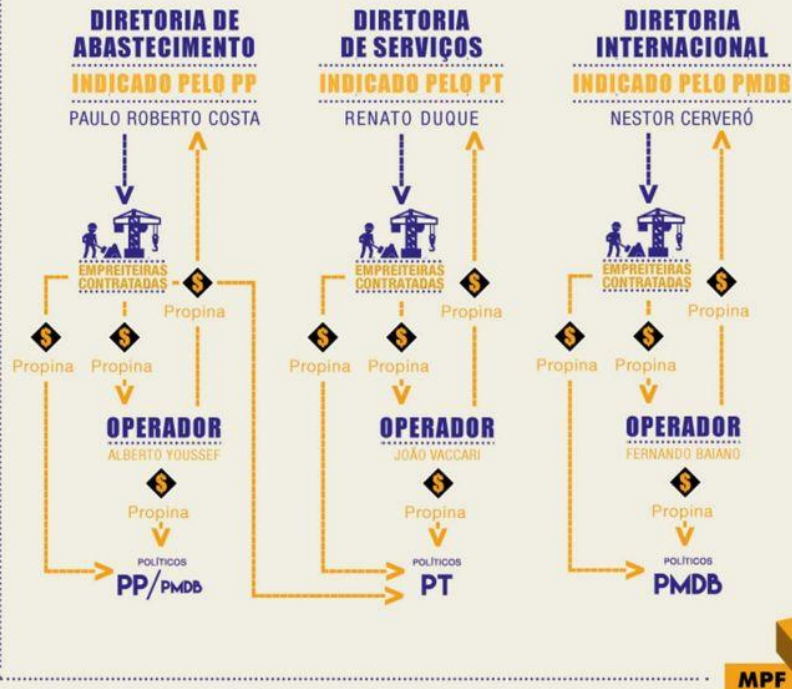 DIRETORIA DE
ABASTECIMENTO
INDICADO PELO PP
PAULO ROBERTO COSTA
EMPREITEIRAS
CONTRATADAS
$
Propina
$
Propina
$
Propina
OPERADOR
ALBERTO YOUSSEF
$
Propina
POLÍTICOS
PP/PMDB
DIRETORIA
DE SERVIÇOS
INDICADO PELO PT
RENATO DUQUE
EMPREITEIRAS
CONTRATADAS
$
Propina
$
Propina
$
Propina
OPERADOR
JOÃO VACCARI
$
Propina
POLÍTICOS
PT
DIRETORIA
INTERNACIONAL
INDICADO PELO PMDB
NESTOR CERVERÓ
EMPREITEIRAS
CONTRATADAS
$
Propina
$
Propina
$
Propina
OPERADOR
FERNANDO BAIANO
$
Propina
POLÍTICOS
PMDB
MPF